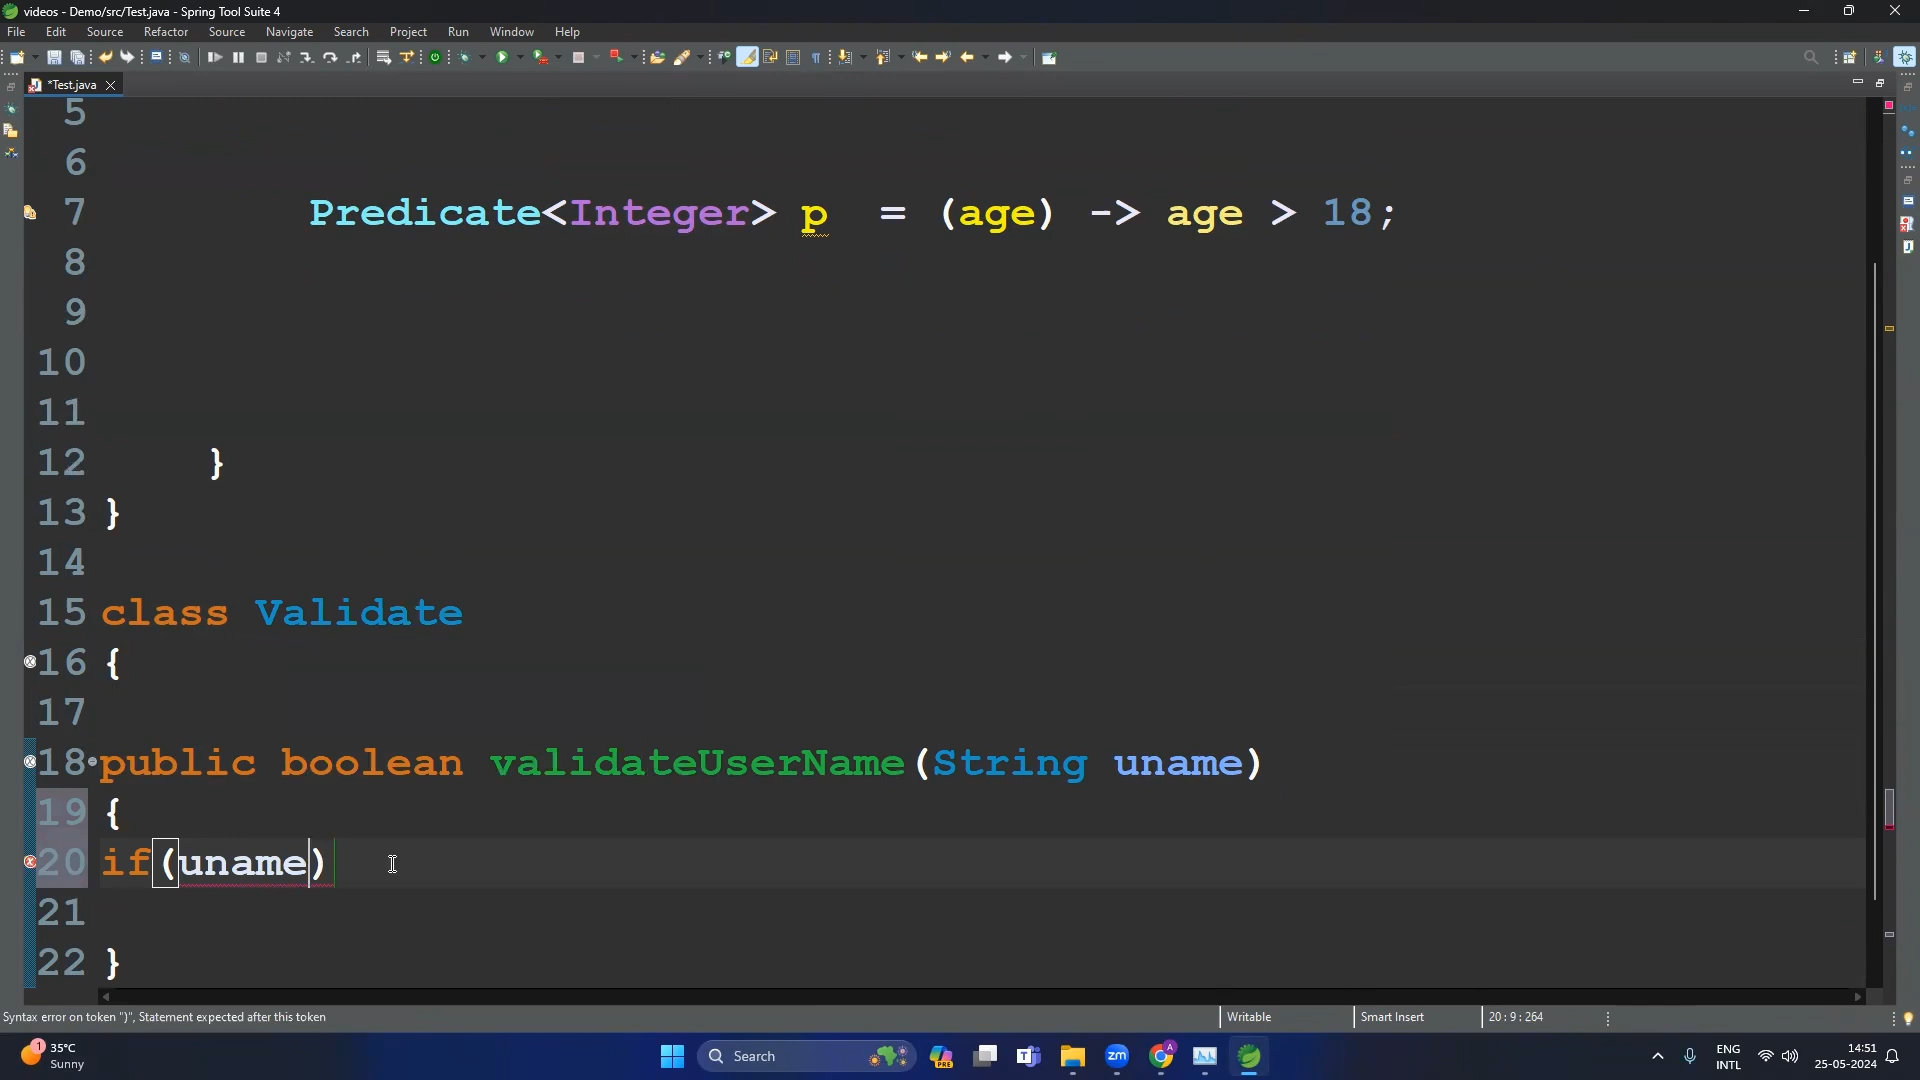 videos - Demo/src/Test.java - Spring Tool Suite 4
File Edit Source Refactor Source Navigate Search Project Run Window Help
*Test.java
5
6
7 Predicate<Integer> p = (age) -> age > 18;
8
9
10
11
12 }
13 }
14
15 class Validate
16 {
17
18 public boolean validateUserName(String uname)
19 {
20 if(uname)
21
22 }
Syntax error on token ")", Statement expected after this token
Writable Smart Insert 20 : 9 : 264
1 35°C
Sunny
Search
PRE
zm
A
ENG
INTL
14:51
25-05-2024